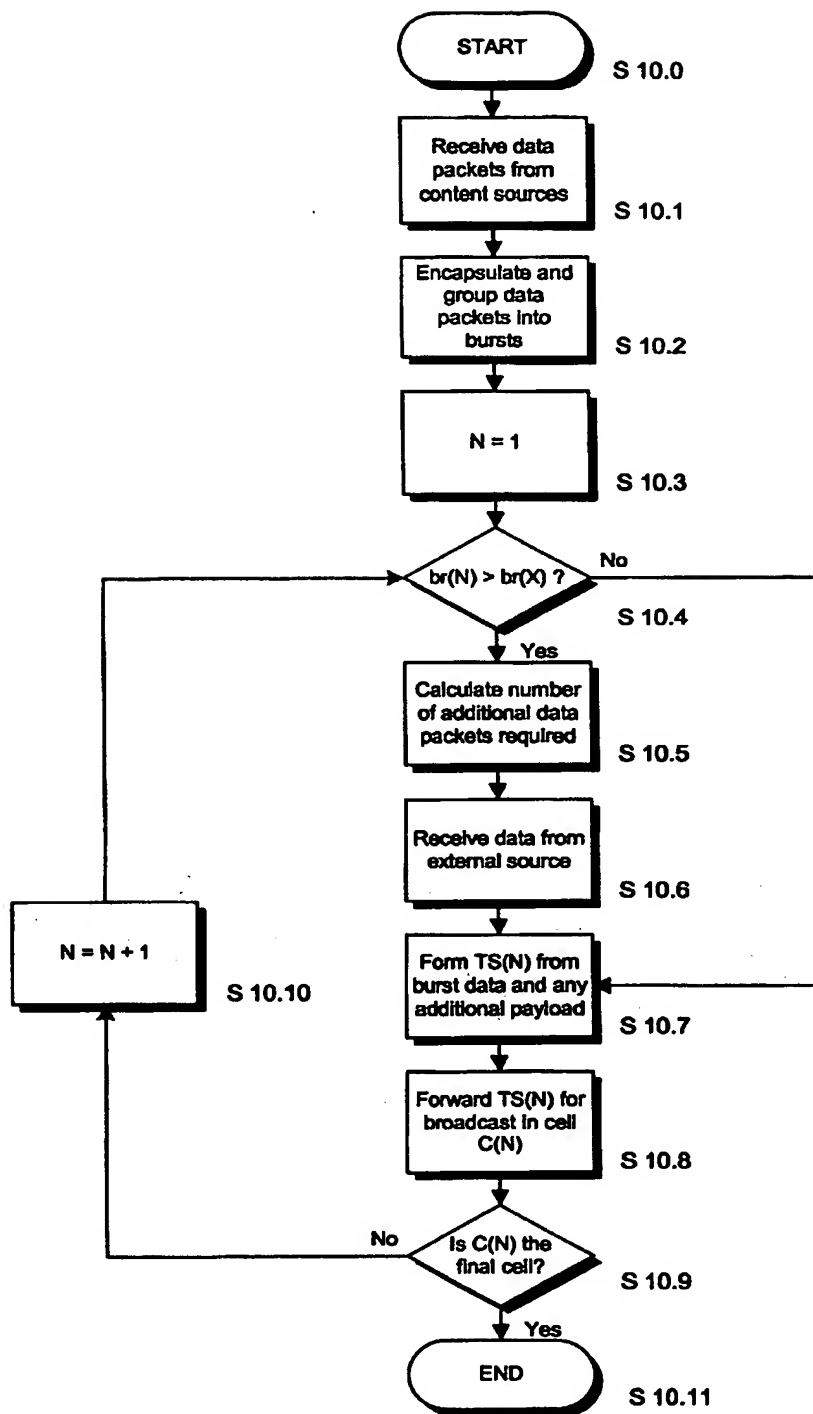 START
S 10.0
Receive data
packets from
content sources
S 10.1
Encapsulate and
group data
packets into
bursts
S 10.2
N = 1
S 10.3
br(N) > br(X) ?
No
S 10.4
Yes
Calculate number
of additional data
packets required
S 10.5
Receive data from
external source
S 10.6
N = N + 1
S 10.10
Form TS(N) from
burst data and any
additional payload
S 10.7
Forward TS(N) for
broadcast in cell
C(N)
S 10.8
No
Is C(N) the
final cell?
S 10.9
Yes
END
S 10.11